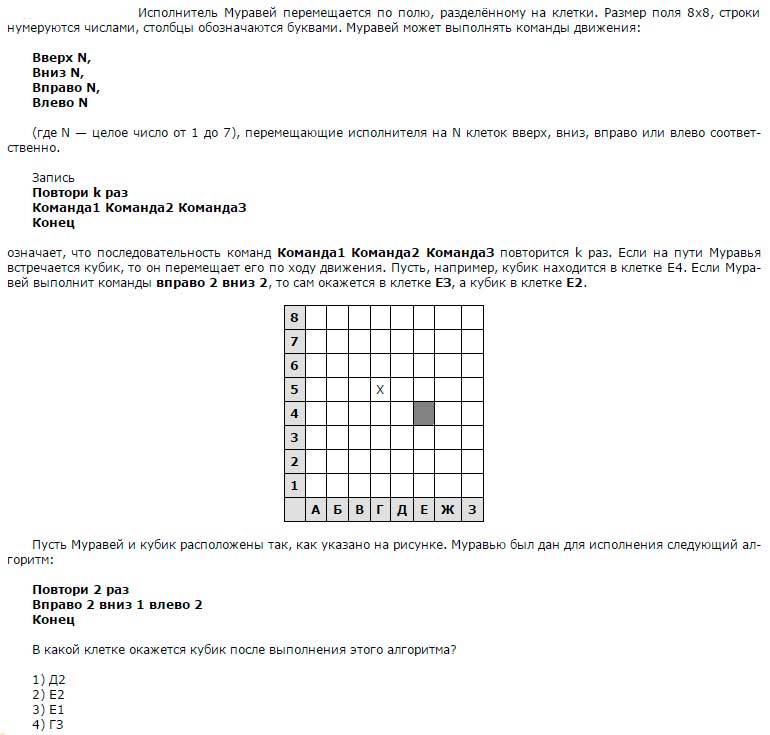 Исполнитель Муравей перемещается по полю, разделённому на клетки. Размер поля 8x8, строки
нумеруются числами, столбцы обозначаются буквами. Муравей может выполнять команды движения:
Вверх N,
Вниз N,
Вправо N,
Влево N
(где N — целое число от 1 до 7), перемещающие исполнителя на N клеток вверх, вниз, вправо или влево соответ-
ственно.
Запись
Повтори k раз
Команда1 Команда2 Команда3
Конец
означает, что последовательность команд Команда1 Команда2 Команда3 повторится k раз. Если на пути Муравья
встречается кубик, то он перемещает его по ходу движения. Пусть, например, кубик находится в клетке Е4. Если Мура-
вей выполнит команды вправо 2 вниз 2, то сам окажется в клетке Е3, а кубик в клетке Е2.
8
7
6
5 X
4
3
2
1
А Б В Г Д Е Ж З
Пусть Муравей и кубик расположены так, как указано на рисунке. Муравью был дан для исполнения следующий ал-
горитм:
Повтори 2 раз
Вправо 2 вниз 1 влево 2
Конец
В какой клетке окажется кубик после выполнения этого алгоритма?
1) Д2
2) Е2
3) Е1
4) Г3